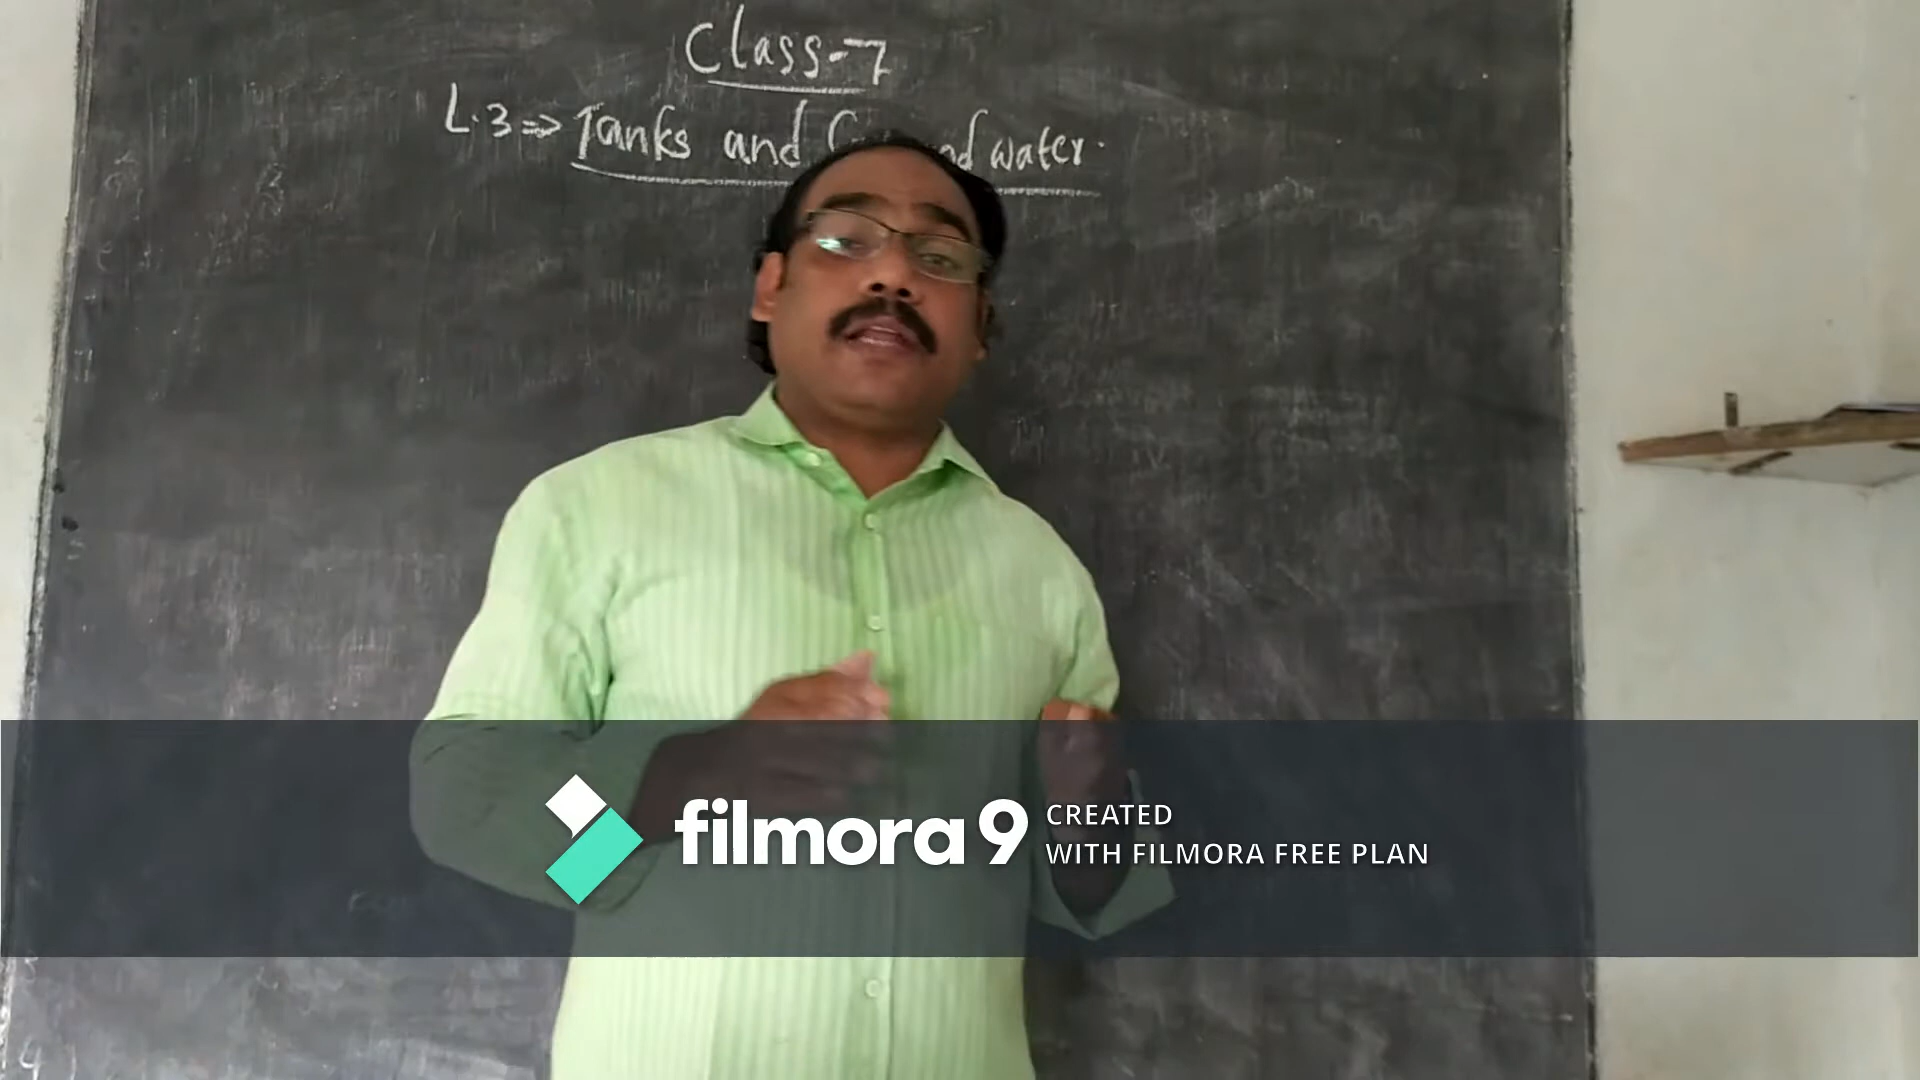 Class-7
L.3 => Tanks and water.
filmora 9 CREATED
WITH FILMORA FREE PLAN